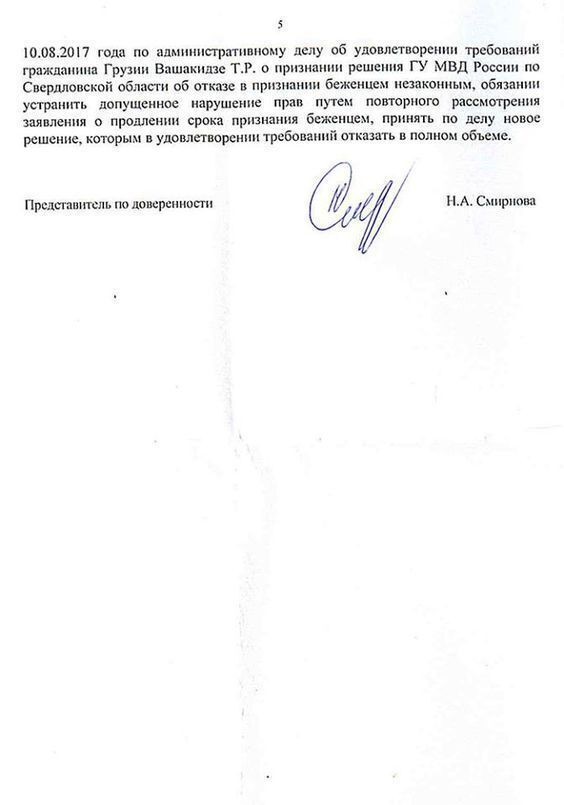 5
10.08.2017 года по административному делу об удовлетворении требований
гражданина Грузии Вашакидзе Т.Р. о признании решения ГУ МВД России по
Свердловской области об отказе в признании беженцем незаконным, обязании
устранить допущенное нарушение прав путем повторного рассмотрения
заявления о продлении срока признания беженцем, принять по делу новое
решение, которым в удовлетворении требований отказать в полном объеме.
Представитель по доверенности
Н.А. Смирнова